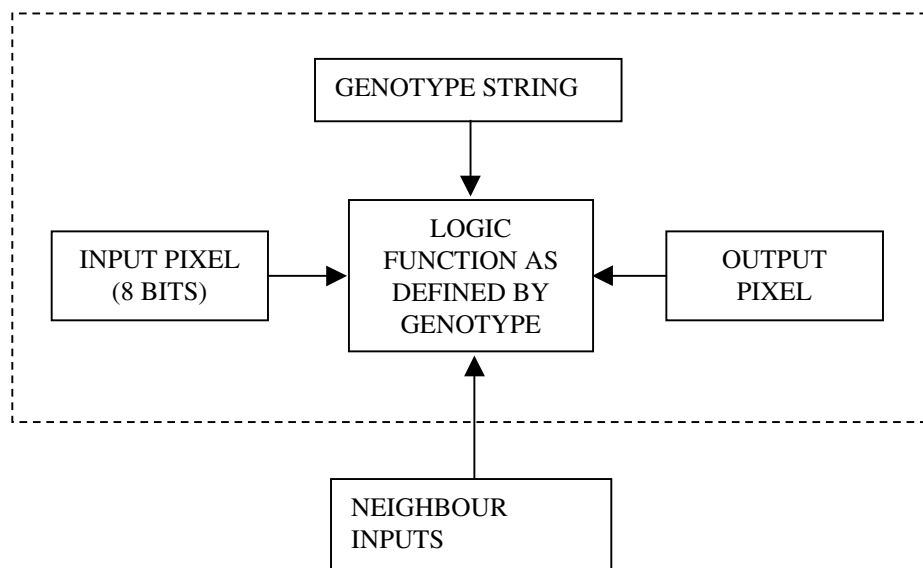 GENOTYPE STRING
LOGIC
FUNCTION AS
DEFINED BY
GENOTYPE
INPUT PIXEL
(8 BITS)
OUTPUT
PIXEL
NEIGHBOUR
INPUTS